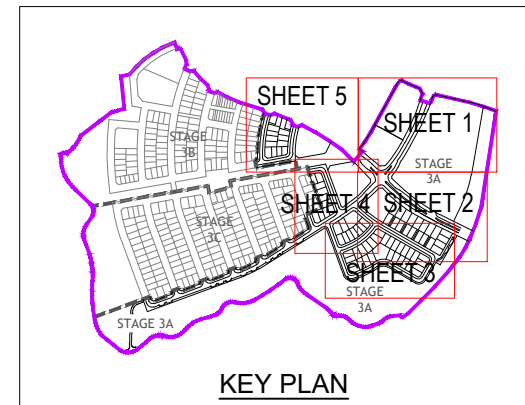 SHEET 5
SHEET 1
STAGE
3B
STAGE
3A
SHEET 4
SHEET 2
STAGE
3C
SHEET 3
STAGE
3A
STAGE 3A
KEY PLAN